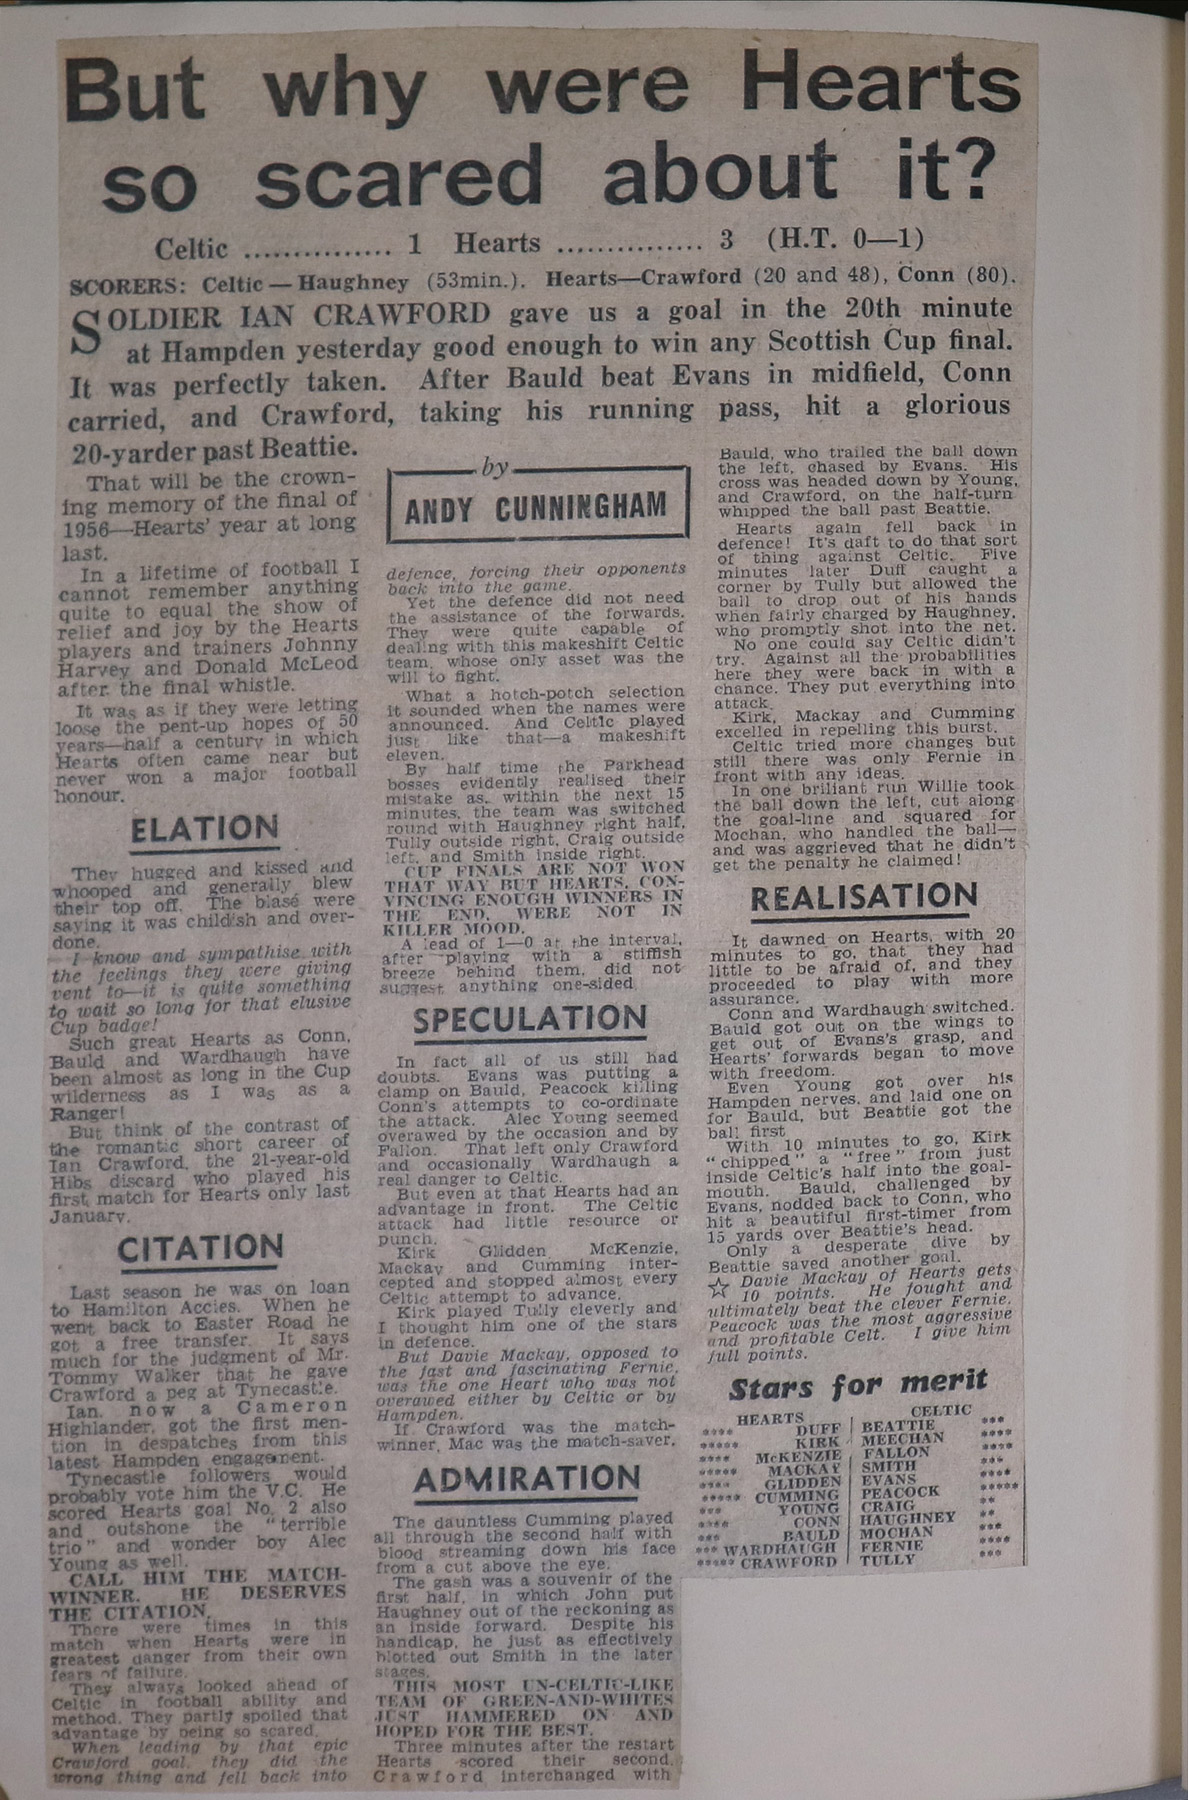 But why were Hearts
so scared about it?
Celtic ............... 1 Hearts ............... 3 (H.T. 0—1)
SCORERS: Celtic — Haughney (53min.). Hearts—Crawford (20 and 48), Conn (80).
SOLDIER IAN CRAWFORD gave us a goal in the 20th minute
at Hampden yesterday good enough to win any Scottish Cup final.
It was perfectly taken. After Bauld beat Evans in midfield, Conn
carried, and Crawford, taking his running pass, hit a glorious
20-yarder past Beattie.
That will be the crown-
ing memory of the final of
1956—Hearts' year at long
last.
In a lifetime of football I
cannot remember anything
quite to equal the show of
relief and joy by the Hearts
players and trainers Johnny
Harvey and Donald McLeod
after the final whistle.
It was as if they were letting
loose the pent-up hopes of 50
years—half a century in which
Hearts often came near but
never won a major football
honour.
ELATION
They hugged and kissed and
whooped and generally blew
their top off. The blasé were
saying it was childish and over-
done.
I know and sympathise with
the feelings they were giving
vent to—it is quite something
to wait so long for that elusive
Cup badge!
Such great Hearts as Conn,
Bauld and Wardhaugh have
been almost as long in the Cup
wilderness as I was as a
Ranger!
But think of the contrast of
the romantic short career of
Ian Crawford, the 21-year-old
Hibs discard who played his
first match for Hearts only last
January.
CITATION
Last season he was on loan
to Hamilton Accies. When he
went back to Easter Road he
got a free transfer. It says
much for the judgment of Mr.
Tommy Walker that he gave
Crawford a peg at Tynecastle.
Ian, now a Cameron
Highlander, got the first men-
tion in despatches from this
latest Hampden engagement.
Tynecastle followers would
probably vote him the V.C. He
scored Hearts goal No. 2 also
and outshone the "terrible
trio" and wonder boy Alec
Young as well.
CALL HIM THE MATCH-
WINNER. HE DESERVES
THE CITATION.
There were times in this
match when Hearts were in
greatest danger from their own
fears of failure.
They always looked ahead of
Celtic in football ability and
method. They partly spoiled that
advantage by being so scared.
When leading by that epic
Crawford goal, they did the
wrong thing and fell back into
by
ANDY CUNNINGHAM
defence, forcing their opponents
back into the game.
Yet the defence did not need
the assistance of the forwards.
They were quite capable of
dealing with this makeshift Celtic
team, whose only asset was the
will to fight.
What a hotch-potch selection
it sounded when the names were
announced. And Celtic played
just like that—a makeshift
eleven.
By half time the Parkhead
bosses evidently realised their
mistake as, within the next 15
minutes, the team was switched
round with Haughney right half,
Tully outside right, Craig outside
left, and Smith inside right.
CUP FINALS ARE NOT WON
THAT WAY BUT HEARTS, CON-
VINCING ENOUGH WINNERS IN
THE END, WERE NOT IN
KILLER MOOD.
A lead of 1—0 at the interval,
after playing with a stiffish
breeze behind them, did not
suggest anything one-sided.
SPECULATION
In fact all of us still had
doubts. Evans was putting a
clamp on Bauld, Peacock killing
Conn's attempts to co-ordinate
the attack. Alec Young seemed
overawed by the occasion and by
Fallon. That left only Crawford
and occasionally Wardhaugh a
real danger to Celtic.
But even at that Hearts had an
advantage in front. The Celtic
attack had little resource or
punch.
Kirk Glidden, McKenzie,
Mackay and Cumming inter-
cepted and stopped almost every
Celtic attempt to advance.
Kirk played Tully cleverly and
I thought him one of the stars
in defence.
But Davie Mackay, opposed to
the fast and fascinating Fernie,
was the one Heart who was not
overawed either by Celtic or by
Hampden.
If Crawford was the match-
winner, Mac was the match-saver.
ADMIRATION
The dauntless Cumming played
all through the second half with
blood streaming down his face
from a cut above the eye.
The gash was a souvenir of the
first half, in which John put
Haughney out of the reckoning as
an inside forward. Despite his
handicap, he just as effectively
blotted out Smith in the later
stages.
THIS MOST UN-CELTIC-LIKE
TEAM OF GREEN-AND-WHITES
JUST HAMMERED ON AND
HOPED FOR THE BEST.
Three minutes after the restart
Hearts scored their second.
Crawford interchanged with
Bauld, who trailed the ball down
the left, chased by Evans. His
cross was headed down by Young,
and Crawford, on the half-turn
whipped the ball past Beattie.
Hearts again fell back in
defence! It's daft to do that sort
of thing against Celtic. Five
minutes later Duff caught a
corner by Tully but allowed the
ball to drop out of his hands
when fairly charged by Haughney,
who promptly shot into the net.
No one could say Celtic didn't
try. Against all the probabilities
here they were back in with a
chance. They put everything into
attack.
Kirk, Mackay and Cumming
excelled in repelling this burst.
Celtic tried more changes but
still there was only Fernie in
front with any ideas.
In one briliant run Willie took
the ball down the left, cut along
the goal-line and squared for
Mochan, who handled the ball—
and was aggrieved that he didn't
get the penalty he claimed!
REALISATION
It dawned on Hearts, with 20
minutes to go, that they had
little to be afraid of, and they
proceeded to play with more
assurance.
Conn and Wardhaugh switched.
Bauld got out on the wings to
get out of Evans's grasp, and
Hearts' forwards began to move
with freedom.
Even Young got over his
Hampden nerves, and laid one on
for Bauld, but Beattie got the
ball first
With 10 minutes to go, Kirk
"chipped" a "free" from just
inside Celtic's half into the goal-
mouth. Bauld, challenged by
Evans, nodded back to Conn, who
hit a beautiful first-timer from
15 yards over Beattie's head.
Only a desperate dive by
Beattie saved another goal.
☆ Davie Mackay of Hearts gets
10 points. He fought and
ultimately beat the clever Fernie.
Peacock was the most aggressive
and profitable Celt. I give him
full points.
Stars for merit
HEARTS CELTIC
**** DUFF | BEATTIE ***
***** KIRK | MEECHAN ****
**** McKENZIE | FALLON ****
***** MACKAY | SMITH ***
**** GLIDDEN | EVANS ****
***** CUMMING | PEACOCK *****
*** YOUNG | CRAIG **
**** CONN | HAUGHNEY **
*** BAULD | MOCHAN ***
*** WARDHAUGH | FERNIE ****
***** CRAWFORD | TULLY ***